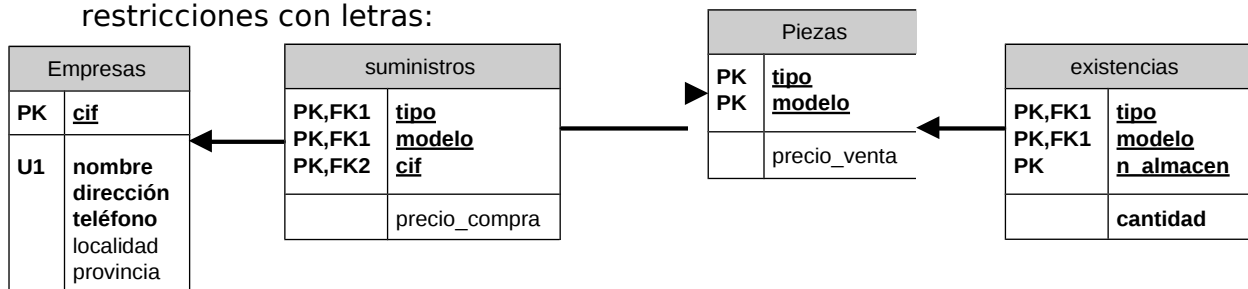 restricciones con letras:
Empresas
PK cif
U1 nombre
dirección
teléfono
localidad
provincia
suministros
PK,FK1 tipo
PK,FK1 modelo
PK,FK2 cif
precio_compra
Piezas
PK tipo
PK modelo
precio_venta
existencias
PK,FK1 tipo
PK,FK1 modelo
PK n_almacen
cantidad